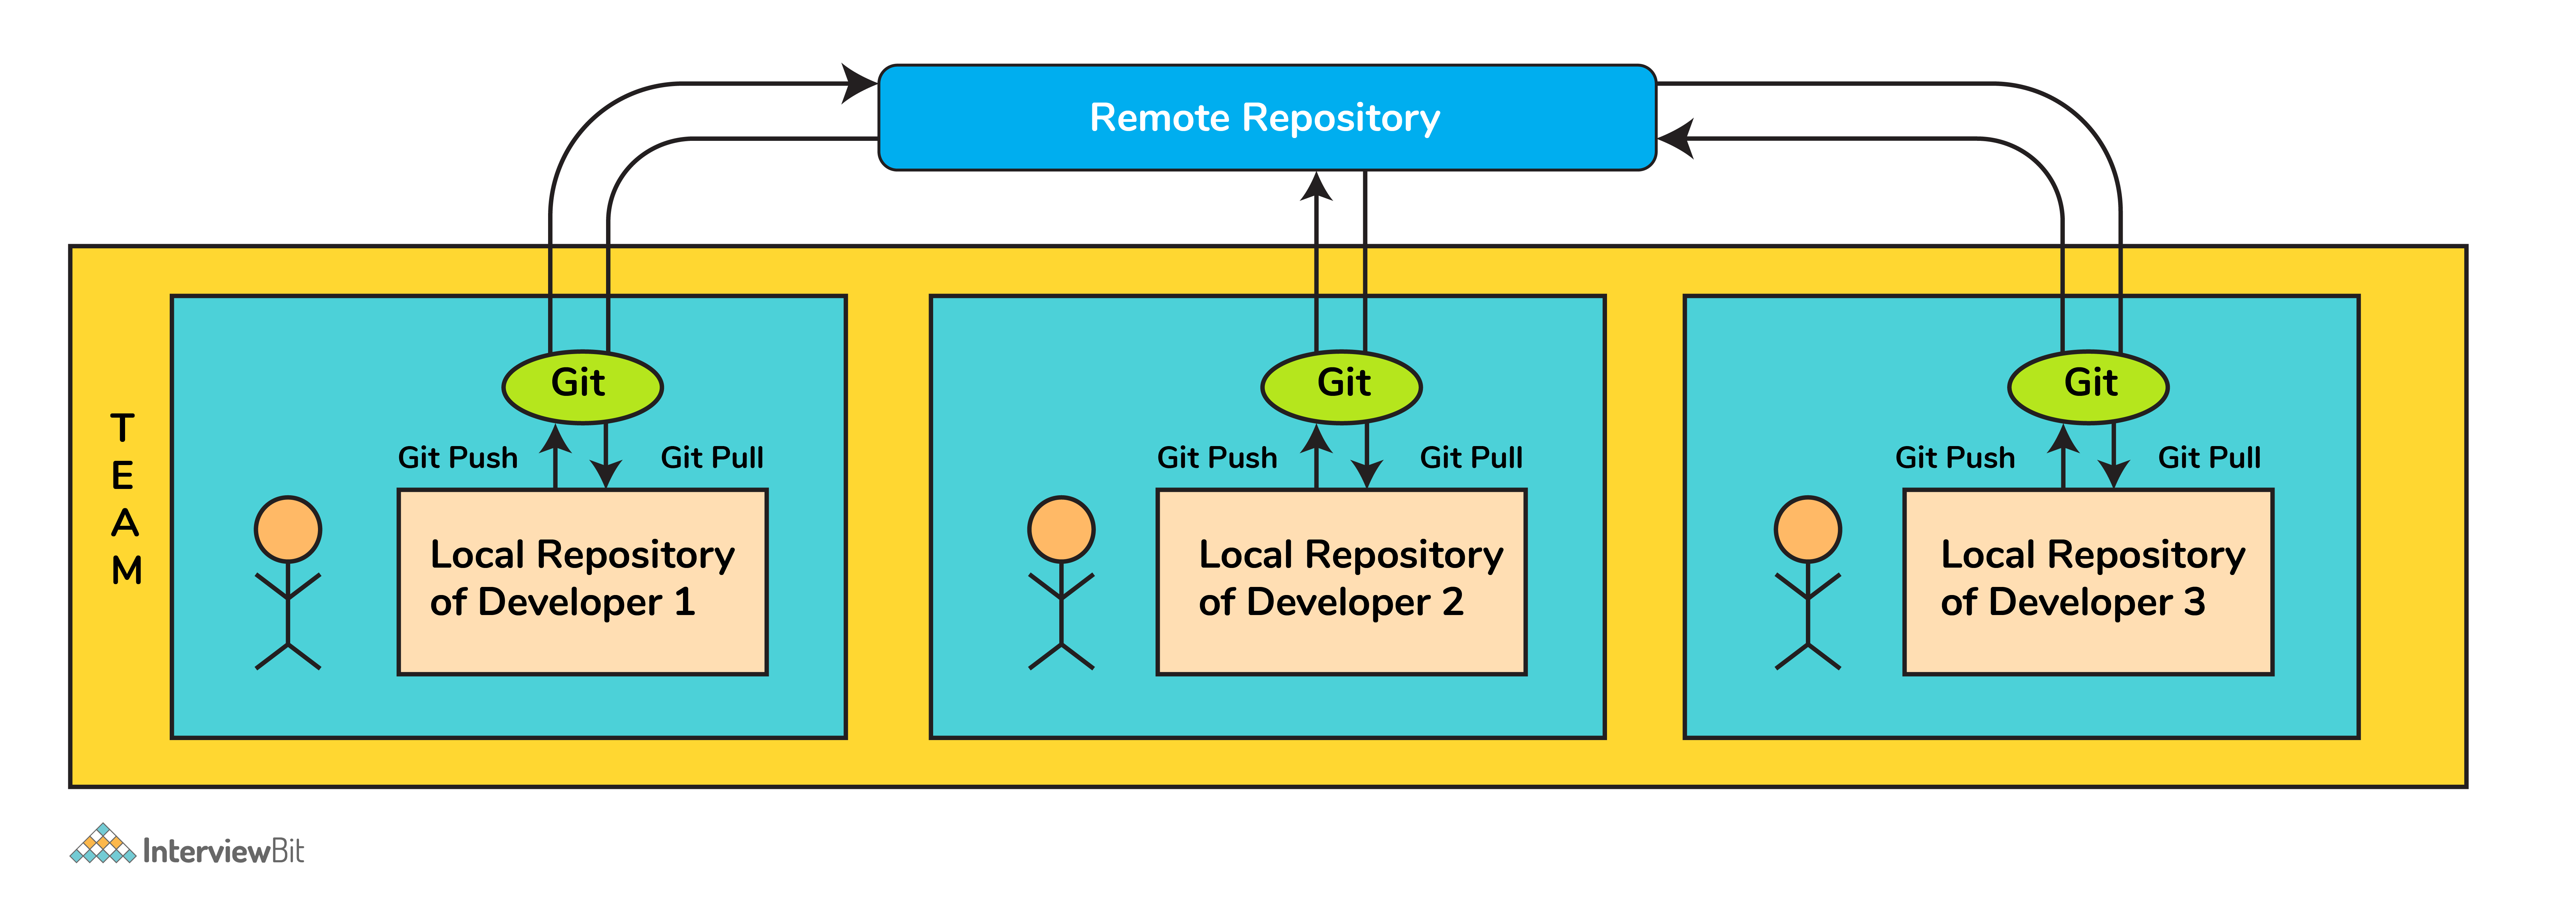 Remote Repository
T
E
A
M
Git
Git Push
Git Pull
Local Repository
of Developer 1
Git
Git Push
Git Pull
Local Repository
of Developer 2
Git
Git Push
Git Pull
Local Repository
of Developer 3
InterviewBit